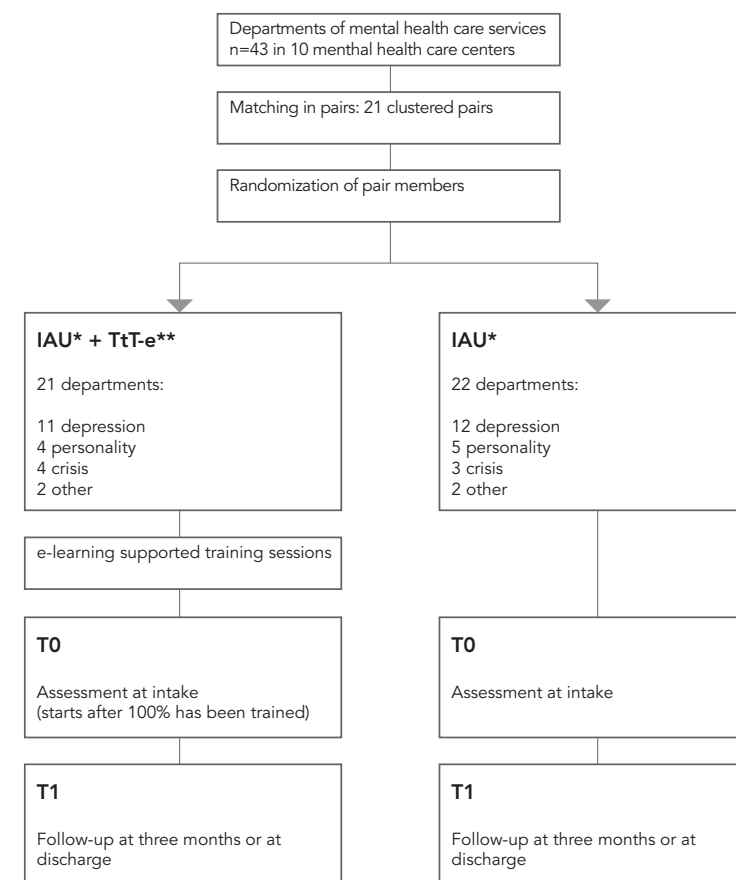 Departments of mental health care services
n=43 in 10 menthal health care centers
Matching in pairs: 21 clustered pairs
Randomization of pair members
IAU* + TtT-e**
21 departments:
11 depression
4 personality
4 crisis
2 other
e-learning supported training sessions
T0
Assessment at intake
(starts after 100% has been trained)
T1
Follow-up at three months or at
discharge
IAU*
22 departments:
12 depression
5 personality
3 crisis
2 other
T0
Assessment at intake
T1
Follow-up at three months or at
discharge